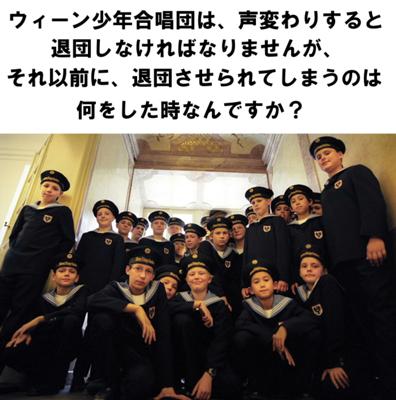 ウィーン少年合唱団は、声変わりすると
退団しなければなりませんが、
それ以前に、退団させられてしまうのは
何をした時なんですか？